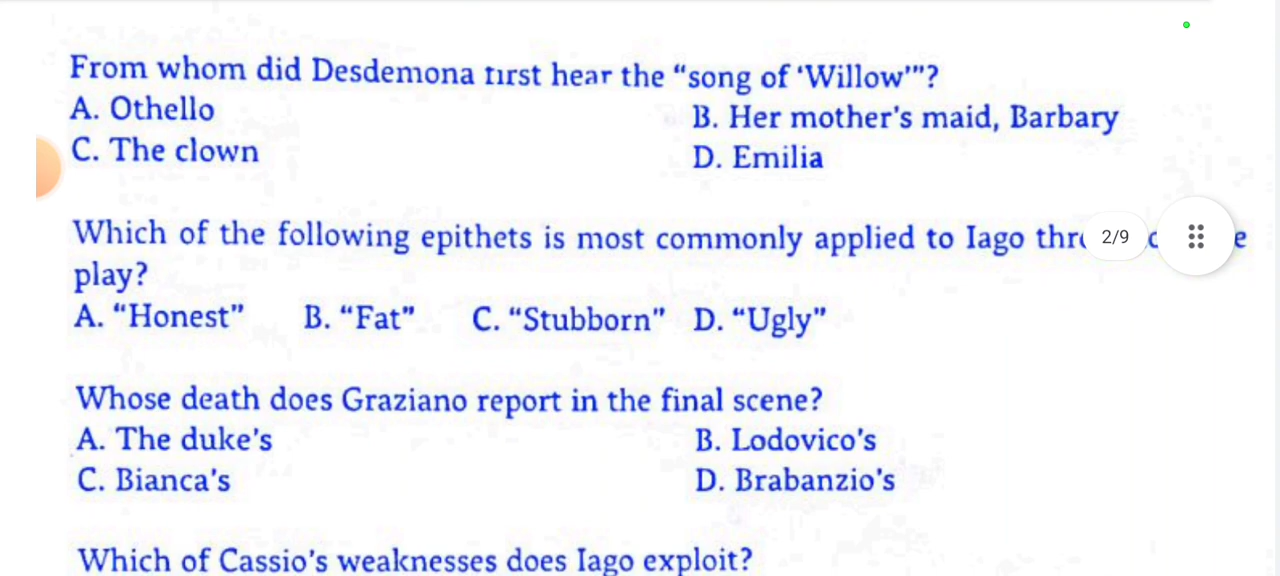 From whom did Desdemona first hear the “song of ‘Willow’”?
A. Othello
B. Her mother's maid, Barbary
C. The clown
D. Emilia
Which of the following epithets is most commonly applied to Iago
2/9
play?
A. “Honest” B. “Fat” C. “Stubborn” D. “Ugly”
Whose death does Graziano report in the final scene?
A. The duke's
B. Lodovico's
C. Bianca's
D. Brabanzio's
Which of Cassio's weaknesses does Iago exploit?